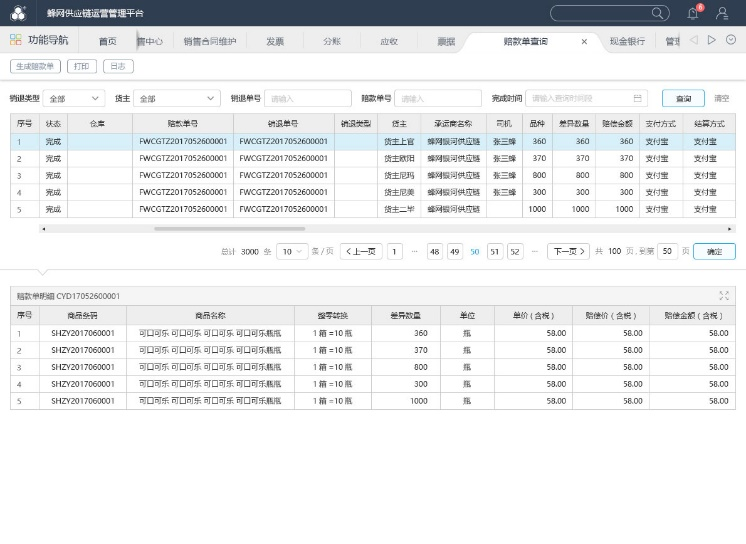 蜂网供应链运营管理平台
6
功能导航 首页 售中心 销售合同维护 发票 分账 应收 票据 赔款单查询 × 现金银行 管理
生成赔款单 打印 日志
销退类型 全部 货主 全部 销退单号 请输入 赔款单号 请输入 完成时间 请输入查询时间段 查询 清空
序号 状态 仓库 赔款单号 销退单号 销退类型 货主 承运商名称 司机 品种 差异数量 赔偿金额 支付方式 结算方式
1 完成 FWCGTZ2017052600001 FWCGTZ2017052600001 货主上官 蜂网银河供应链 张三蜂 360 360 360 支付宝 支付宝
2 完成 FWCGTZ2017052600001 FWCGTZ2017052600001 货主欧阳 蜂网银河供应链 张三蜂 370 370 370 支付宝 支付宝
3 完成 FWCGTZ2017052600001 FWCGTZ2017052600001 货主尼玛 蜂网银河供应链 张三蜂 800 800 800 支付宝 支付宝
4 完成 FWCGTZ2017052600001 FWCGTZ2017052600001 货主尼美 蜂网银河供应链 张三蜂 300 300 300 支付宝 支付宝
5 完成 FWCGTZ2017052600001 FWCGTZ2017052600001 货主二毕 蜂网银河供应链 1000 1000 1000 支付宝 支付宝
总计 3000 条 10 条 / 页 上一页 1 ··· 48 49 50 51 52 ··· 下一页 共 100 页 , 到第 50 页 确定
赔款单明细 CYD17052600001
序号 商品条码 商品名称 整零转换 差异数量 单位 单价（含税） 赔偿价（含税） 赔偿金额（含税）
1 SHZY2017060001 可口可乐 可口可乐 可口可乐 可口可乐瓶瓶 1 箱 =10 瓶 360 瓶 58.00 58.00 58.00
2 SHZY2017060001 可口可乐 可口可乐 可口可乐 可口可乐瓶瓶 1 箱 =10 瓶 370 瓶 58.00 58.00 58.00
3 SHZY2017060001 可口可乐 可口可乐 可口可乐 可口可乐瓶瓶 1 箱 =10 瓶 800 瓶 58.00 58.00 58.00
4 SHZY2017060001 可口可乐 可口可乐 可口可乐 可口可乐瓶瓶 1 箱 =10 瓶 300 瓶 58.00 58.00 58.00
5 SHZY2017060001 可口可乐 可口可乐 可口可乐 可口可乐瓶瓶 1 箱 =10 瓶 1000 瓶 58.00 58.00 58.00